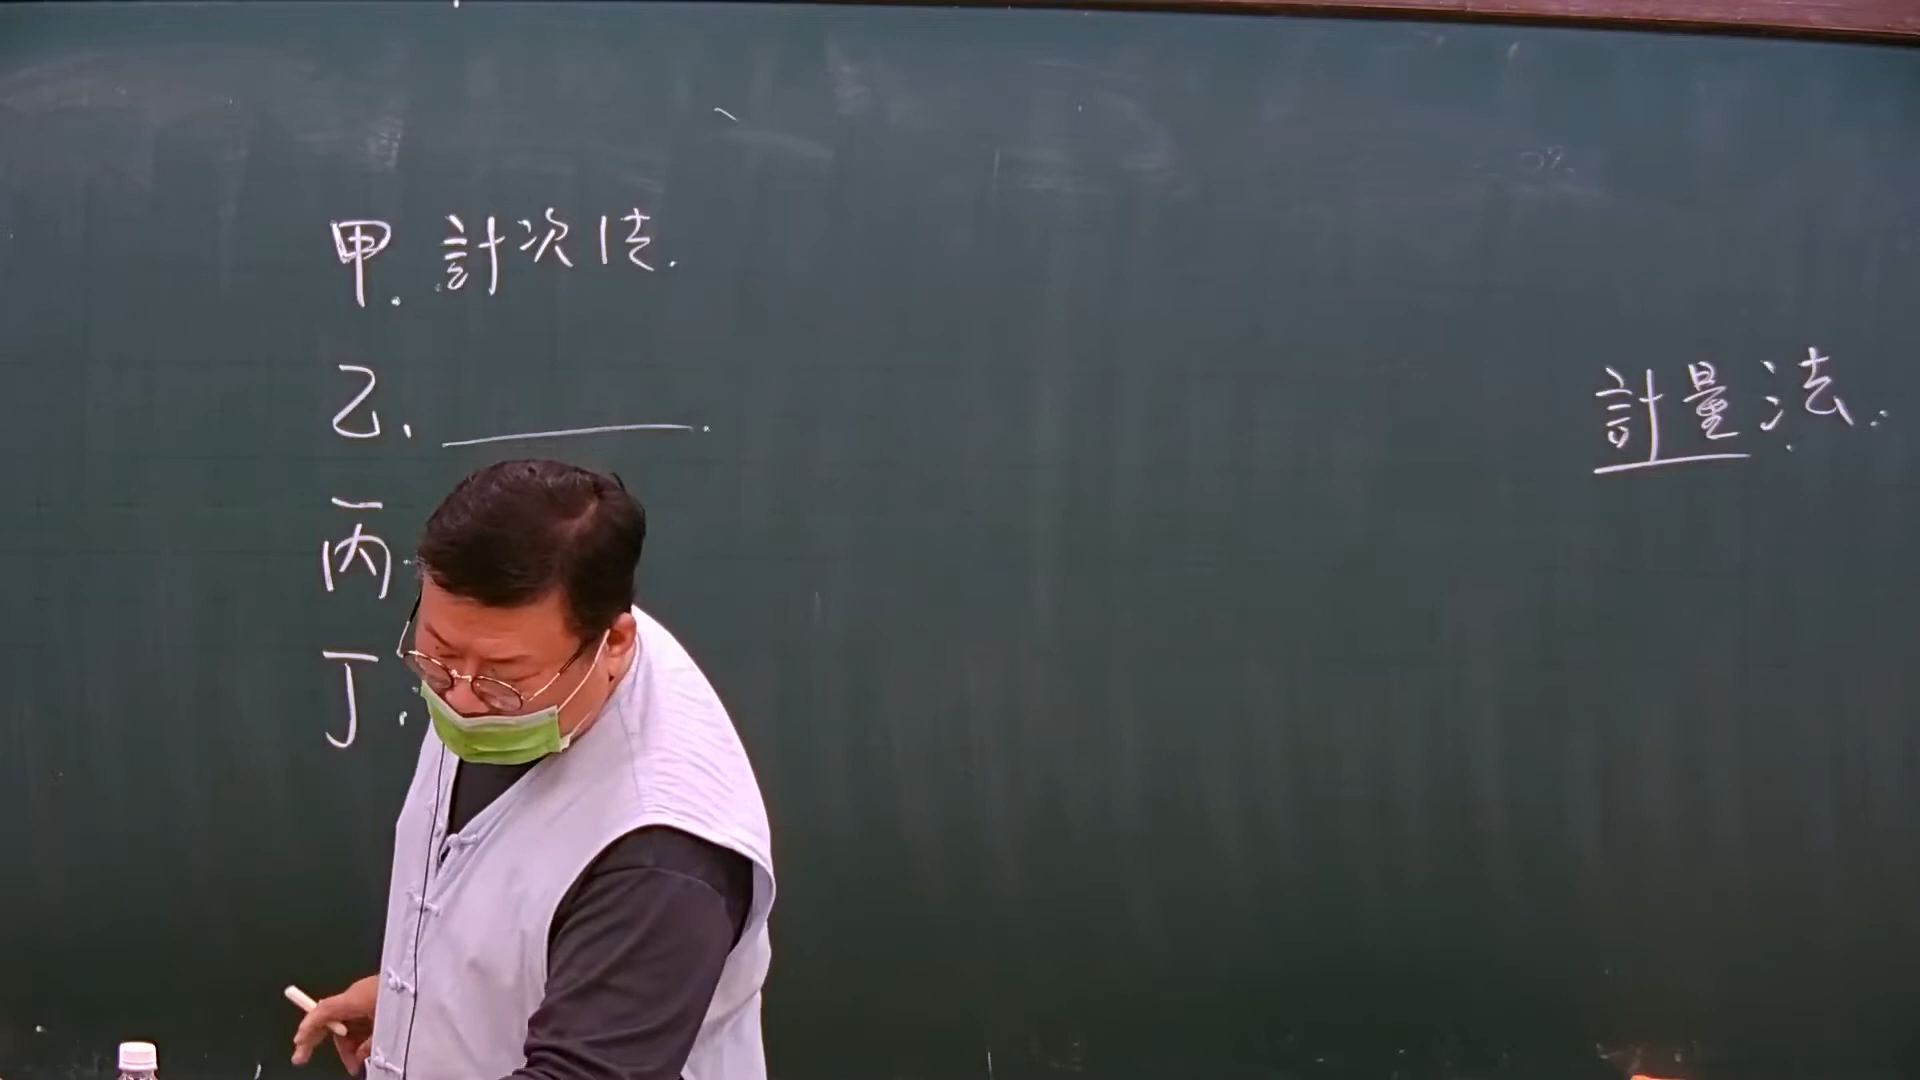 甲. 計次法.
乙、
丙.
丁.
計量法.